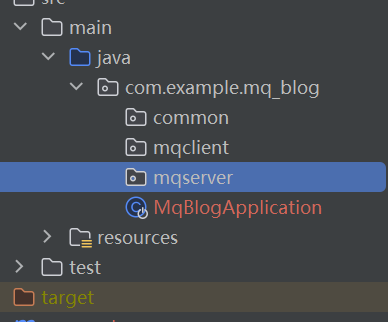 src
main
java
com.example.mq_blog
common
mqclient
mqserver
MqBlogApplication
resources
test
target